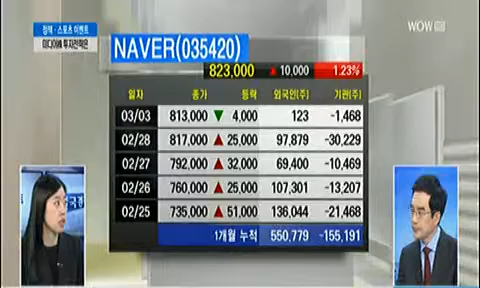 정책·스포츠 이벤트
미디어株 투자전략은
WOW
NAVER(035420)
823,000 ▲ 10,000 1.23%
일자 종가 등락 외국인(주) 기관(주)
03/03 813,000 ▼ 4,000 123 -1,468
02/28 817,000 ▲ 25,000 97,879 -30,229
02/27 792,000 ▲ 32,000 69,400 -10,469
02/26 760,000 ▲ 25,000 107,301 -13,207
02/25 735,000 ▲ 51,000 136,044 -21,468
1개월 누적 550,779 -155,191